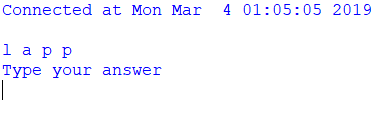 Connected at Mon Mar  4 01:05:05 2019
l a p p
Type your answer